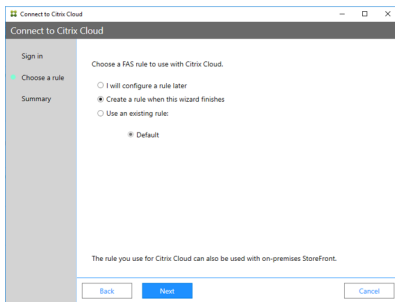 Connect to Citrix Cloud
Connect to Citrix Cloud
Sign in
Choose a rule
Summary
Choose a FAS rule to use with Citrix Cloud.
I will configure a rule later
Create a rule when this wizard finishes
Use an existing rule:
Default
The rule you use for Citrix Cloud can also be used with on-premises StoreFront.
Back
Next
Cancel